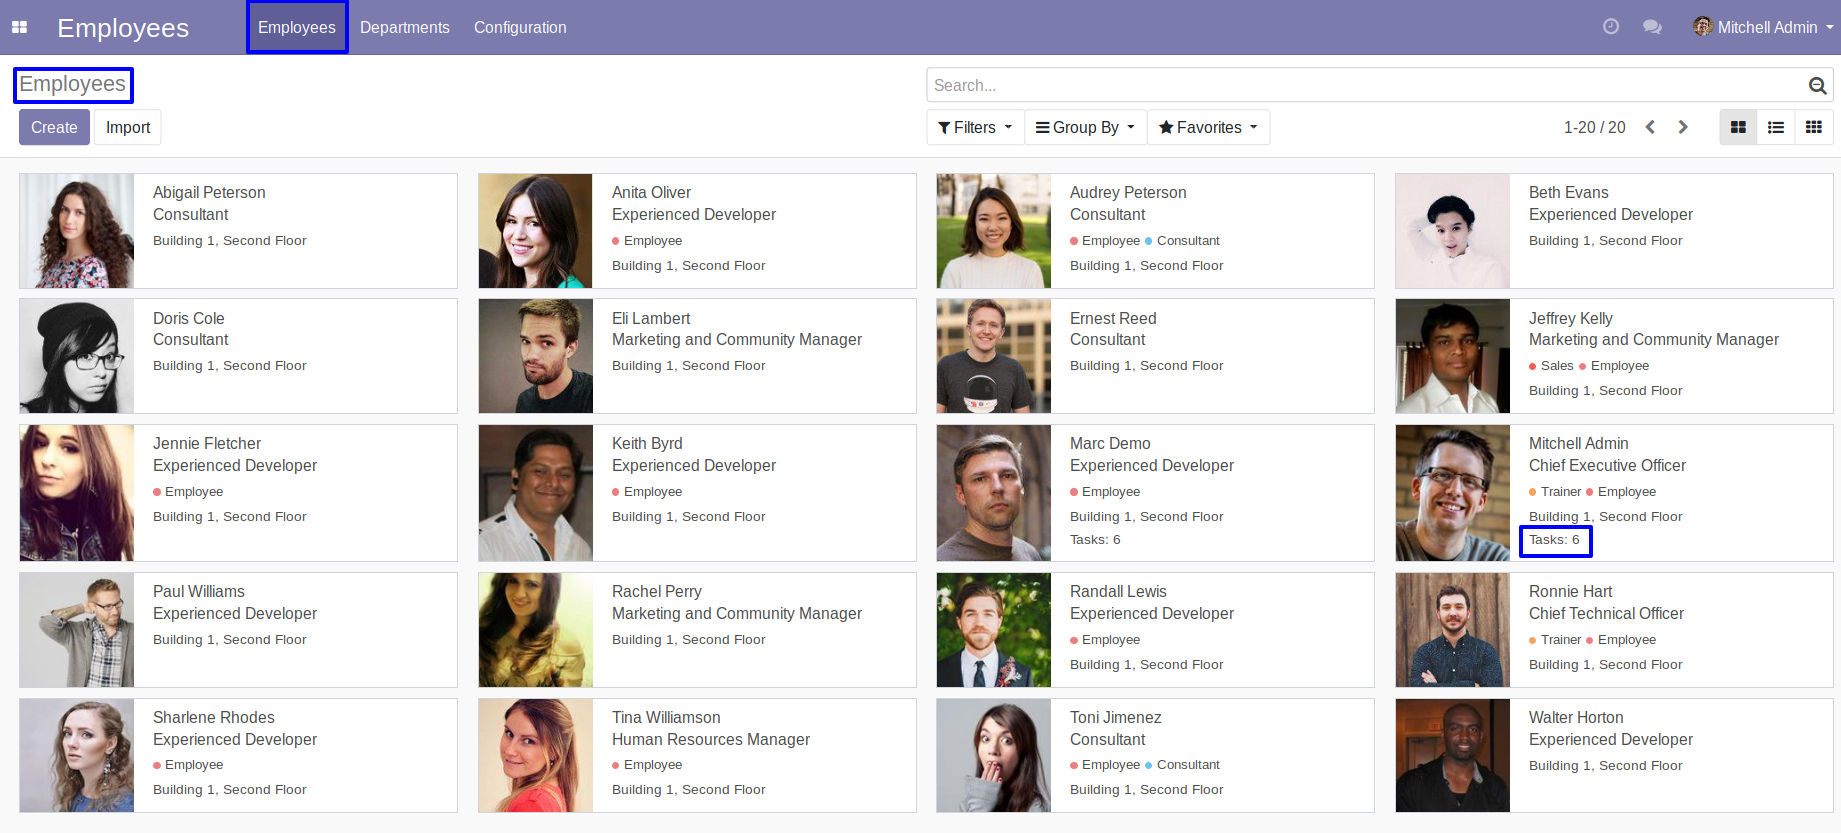 Employees Employees Departments Configuration Mitchell Admin
Employees
Search...
Create Import
Filters Group By Favorites 1-20 / 20
Abigail Peterson
Consultant
Building 1, Second Floor
Anita Oliver
Experienced Developer
Employee
Building 1, Second Floor
Audrey Peterson
Consultant
Employee Consultant
Building 1, Second Floor
Beth Evans
Experienced Developer
Building 1, Second Floor
Doris Cole
Consultant
Building 1, Second Floor
Eli Lambert
Marketing and Community Manager
Building 1, Second Floor
Ernest Reed
Consultant
Building 1, Second Floor
Jeffrey Kelly
Marketing and Community Manager
Sales Employee
Building 1, Second Floor
Jennie Fletcher
Experienced Developer
Employee
Building 1, Second Floor
Keith Byrd
Experienced Developer
Employee
Building 1, Second Floor
Marc Demo
Experienced Developer
Employee
Building 1, Second Floor
Tasks: 6
Mitchell Admin
Chief Executive Officer
Trainer Employee
Building 1, Second Floor
Tasks: 6
Paul Williams
Experienced Developer
Building 1, Second Floor
Rachel Perry
Marketing and Community Manager
Building 1, Second Floor
Randall Lewis
Experienced Developer
Employee
Building 1, Second Floor
Ronnie Hart
Chief Technical Officer
Trainer Employee
Building 1, Second Floor
Sharlene Rhodes
Experienced Developer
Employee
Building 1, Second Floor
Tina Williamson
Human Resources Manager
Employee
Building 1, Second Floor
Toni Jimenez
Consultant
Employee Consultant
Building 1, Second Floor
Walter Horton
Experienced Developer
Building 1, Second Floor